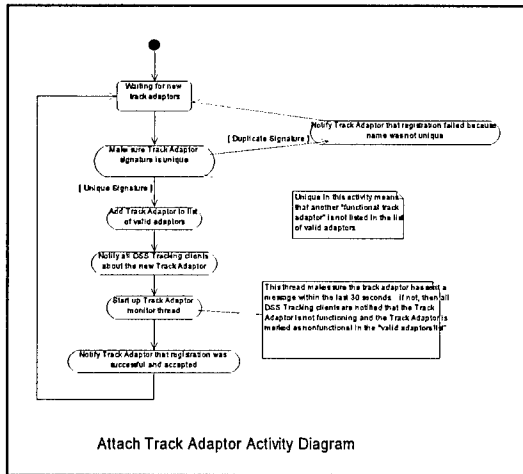 Waiting for new
track adaptors
Notify Track Adaptor that registration failed because
name was not unique
[ Duplicate Signature ]
Make sure Track Adaptor
signature is unique
[ Unique Signature ]
Add Track Adaptor to list
of valid adaptors
Unique in this activity means
that another "functional track
adaptor" is not listed in the list
of valid adaptors
Notify all DSS Tracking clients
about the new Track Adaptor
Start up Track Adaptor
monitor thread
This thread makes sure the track adaptor has sent a
message within the last 30 seconds. If not, then all
DSS Tracking clients are notified that the Track
Adaptor is not functioning and the Track Adaptor is
marked as nonfunctional in the "valid adaptors list"
Notify Track Adaptor that registration was
successful and accepted
Attach Track Adaptor Activity Diagram